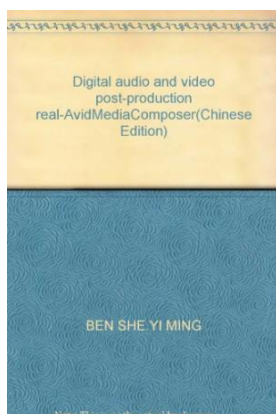 Digital audio and video
post-production
real-AvidMediaComposer(Chinese
Edition)
BEN SHE.YI MING